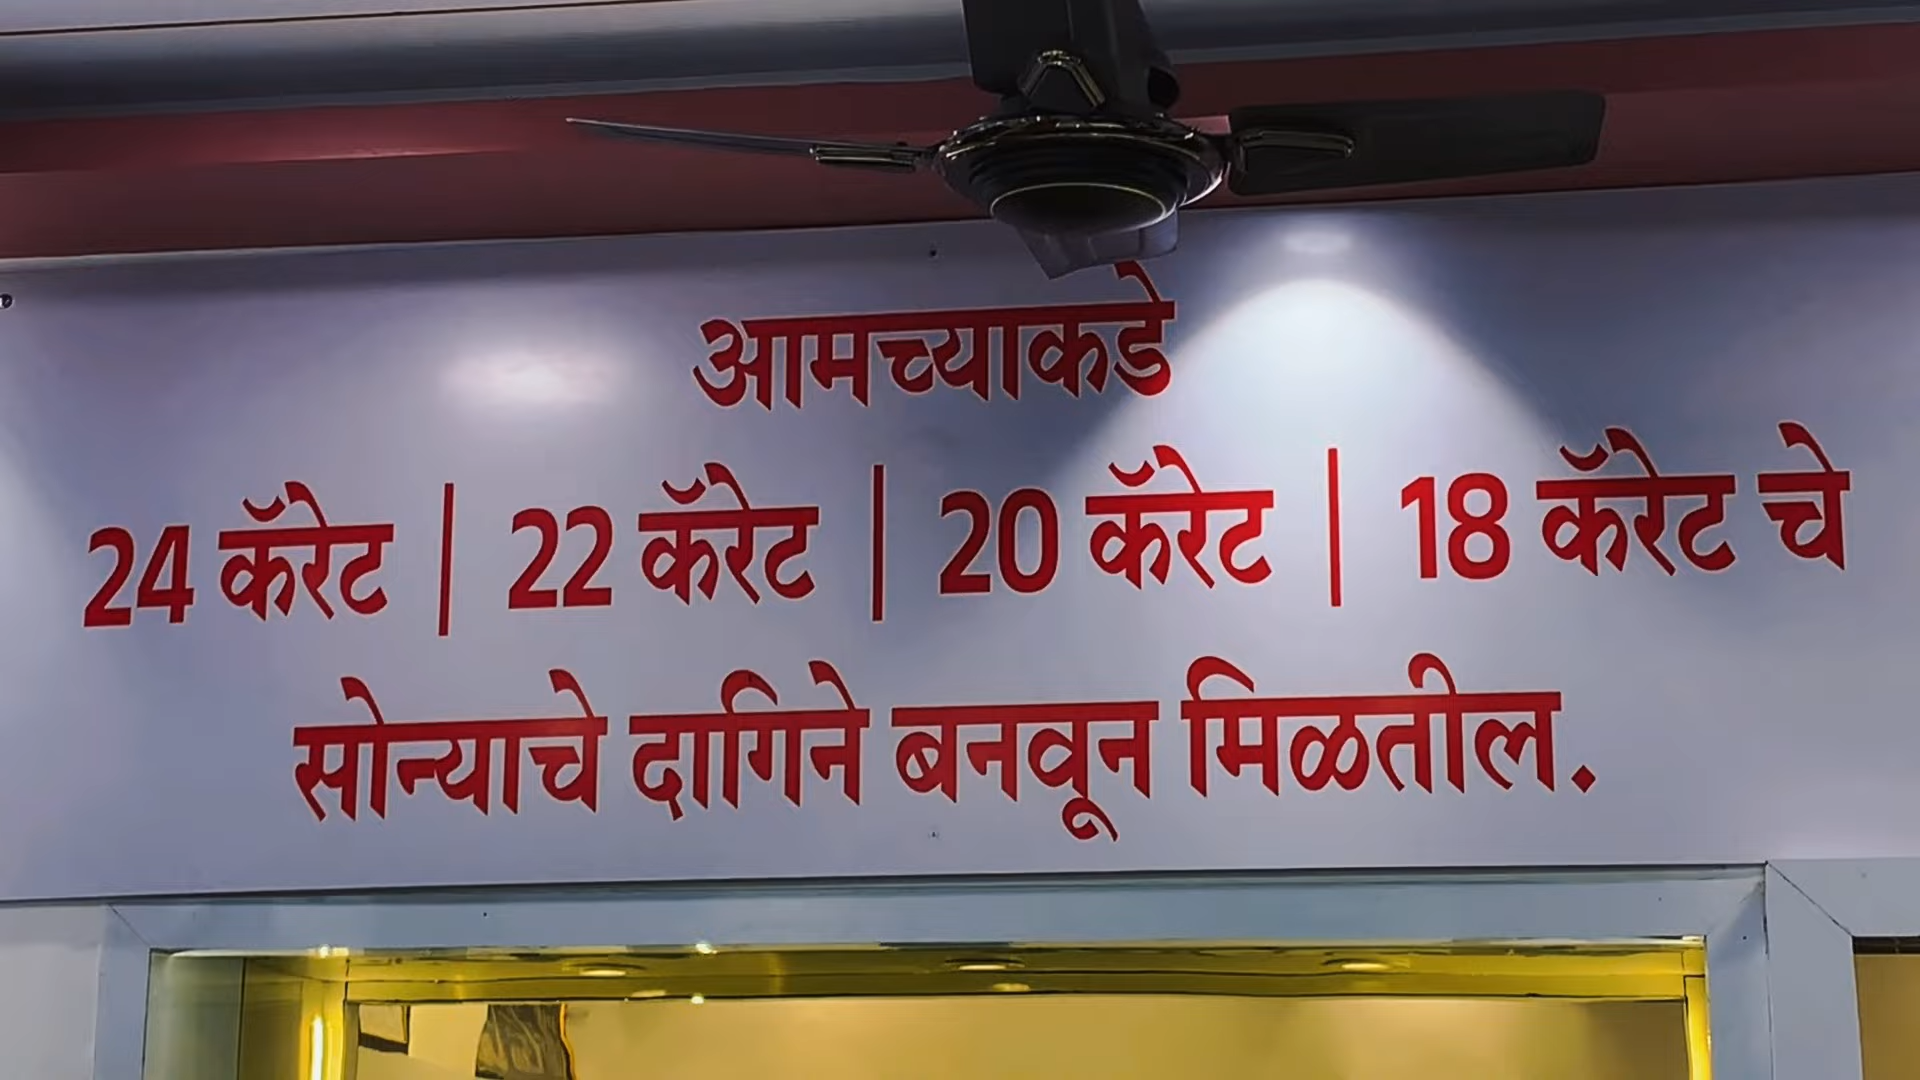 आमच्याकडे
24 कॅरेट | 22 कॅरेट | 20 कॅरेट | 18 कॅरेट चे
सोन्याचे दागिने बनवून मिळतील.